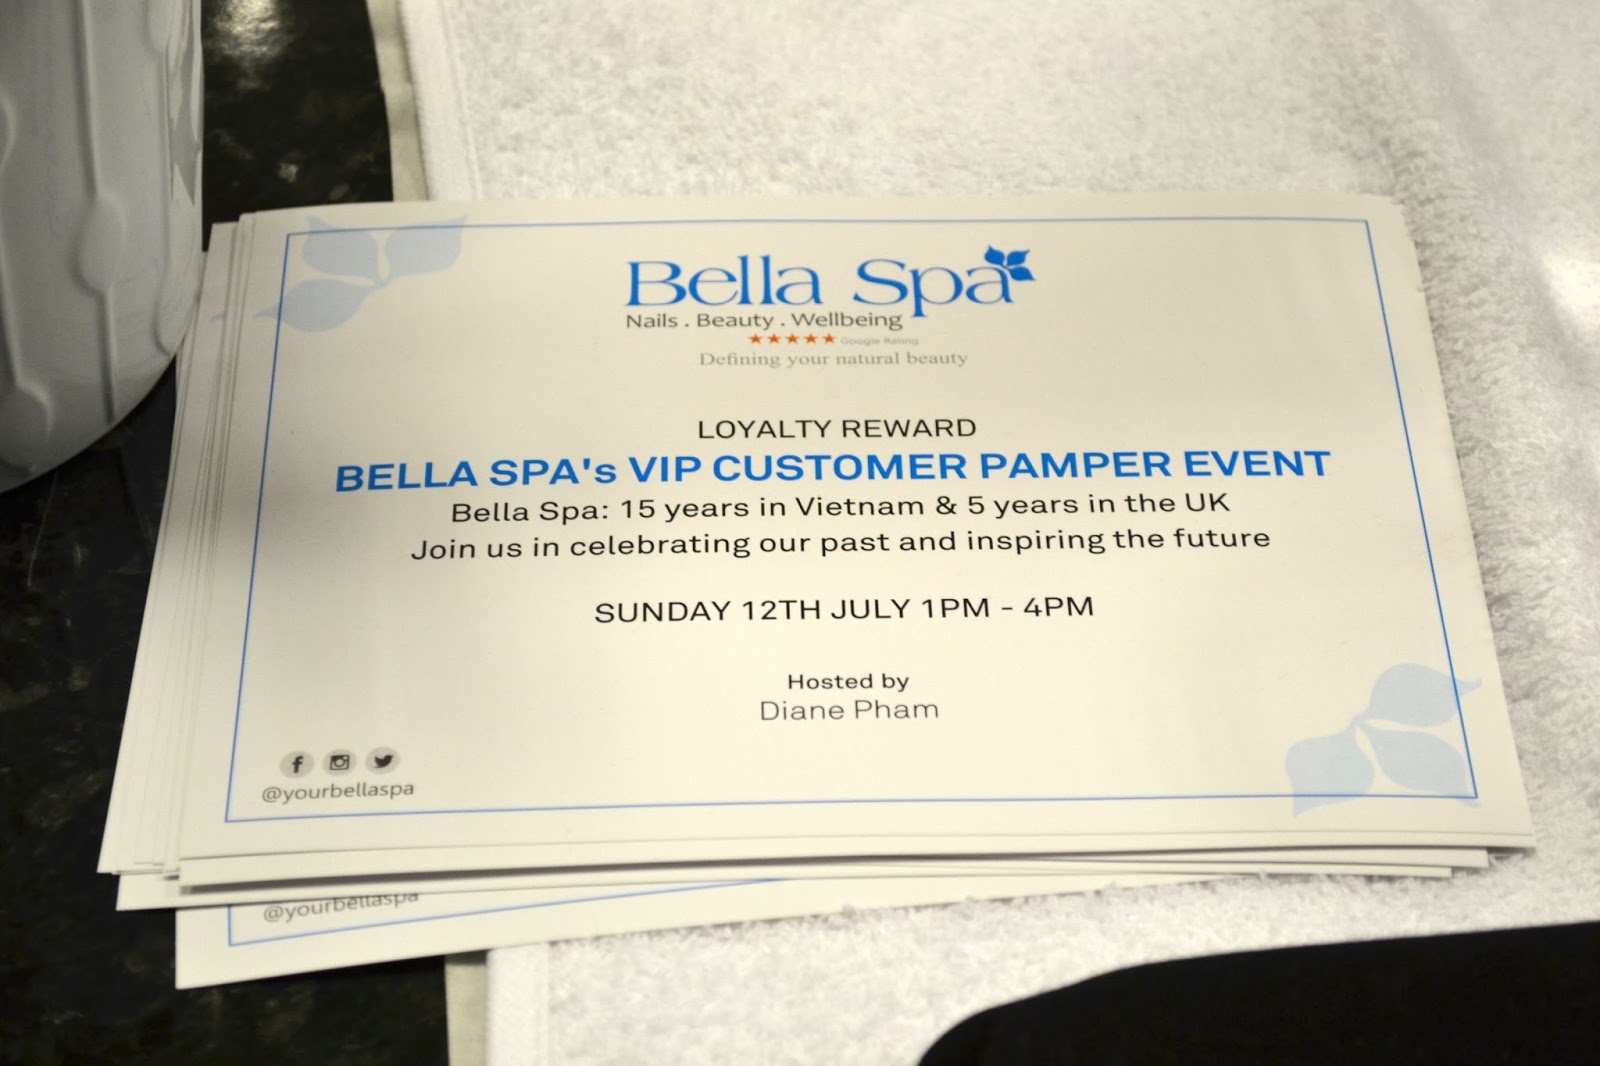 Bella Spa
Nails . Beauty . Wellbeing
Google Rating
Defining your natural beauty
LOYALTY REWARD
BELLA SPA's VIP CUSTOMER PAMPER EVENT
Bella Spa: 15 years in Vietnam & 5 years in the UK
Join us in celebrating our past and inspiring the future
SUNDAY 12TH JULY 1PM - 4PM
Hosted by
Diane Pham
@yourbellaspa
@yourbellaspa